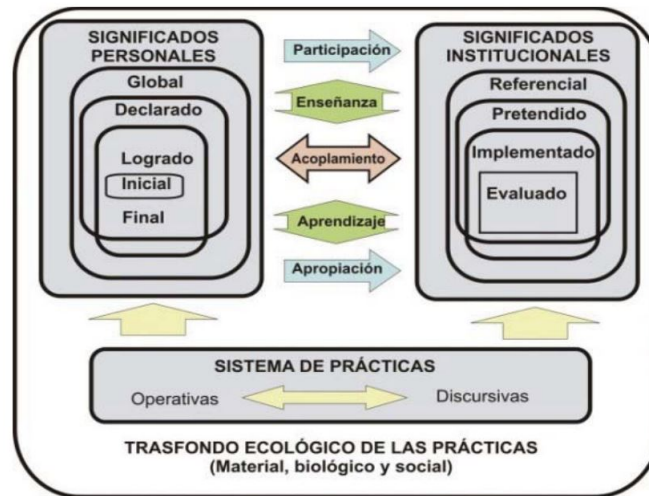 SIGNIFICADOS
PERSONALES
Global
Declarado
Logrado
Inicial
Final
Participación
Enseñanza
Acoplamiento
Aprendizaje
Apropiación
SIGNIFICADOS
INSTITUCIONALES
Referencial
Pretendido
Implementado
Evaluado
SISTEMA DE PRÁCTICAS
Operativas
Discursivas
TRASFONDO ECOLÓGICO DE LAS PRÁCTICAS
(Material, biológico y social)